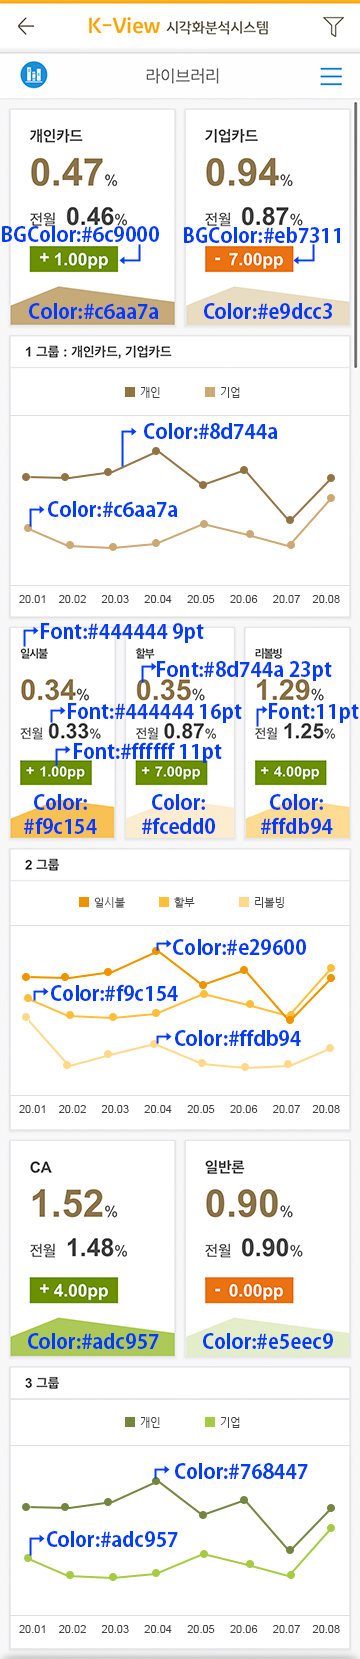 K-View 시각화분석시스템
라이브러리
개인카드
0.47%
전월 0.46%
BGColor:#6c9000
+ 1.00pp
Color:#c6aa7a
기업카드
0.94%
전월 0.87%
BGColor:#eb7311
- 7.00pp
Color:#e9dcc3
1 그룹 : 개인카드, 기업카드
개인 기업
Color:#8d744a
Color:#c6aa7a
20.01 20.02 20.03 20.04 20.05 20.06 20.07 20.08
Font:#444444 9pt
일시불
0.34%
전월 0.33%
+ 1.00pp
Color:
#f9c154
할부
Font:#8d744a 23pt
0.35%
Font:#444444 16pt
전월 0.87%
Font:#ffffff 11pt
+ 7.00pp
Color:
#fcedd0
리볼빙
1.29%
Font:11pt
전월 1.25%
+ 4.00pp
Color:
#ffdb94
2 그룹
일시불 할부 리볼빙
Color:#e29600
Color:#f9c154
Color:#ffdb94
20.01 20.02 20.03 20.04 20.05 20.06 20.07 20.08
CA
1.52%
전월 1.48%
+ 4.00pp
Color:#adc957
일반론
0.90%
전월 0.90%
- 0.00pp
Color:#e5eec9
3 그룹
개인 기업
Color:#768447
Color:#adc957
20.01 20.02 20.03 20.04 20.05 20.06 20.07 20.08